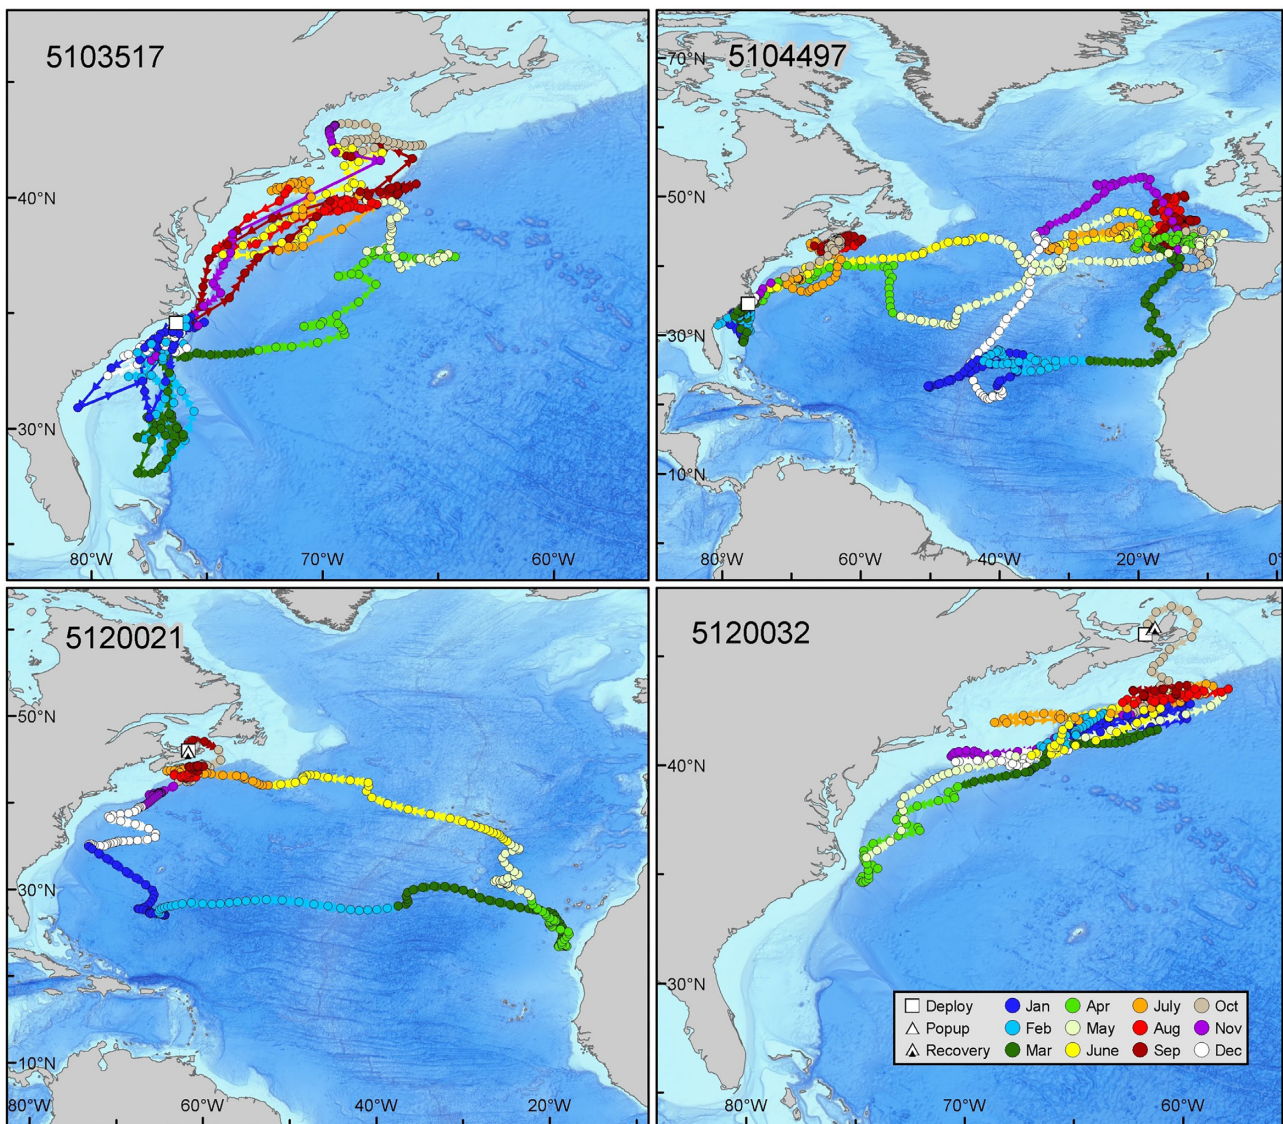 5103517
40°N
30°N
80°W 70°W 60°W
5104497
70°N
50°N
30°N
10°N
80°W 60°W 40°W 20°W 0°
5120021
50°N
30°N
10°N
80°W 60°W 40°W 20°W
5120032
40°N
30°N
80°W 70°W 60°W
Deploy Jan Apr July Oct
Popup Feb May Aug Nov
Recovery Mar June Sep Dec